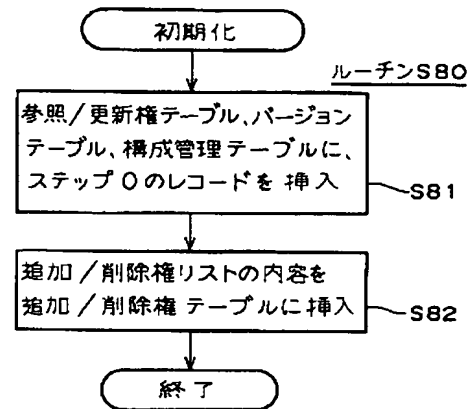 初期化
ルーチンS80
参照/更新権テーブル、バージョン
テーブル、構成管理テーブルに、
ステップ0のレコードを挿入
S81
追加/削除権リストの内容を
追加/削除権テーブルに挿入
S82
終了